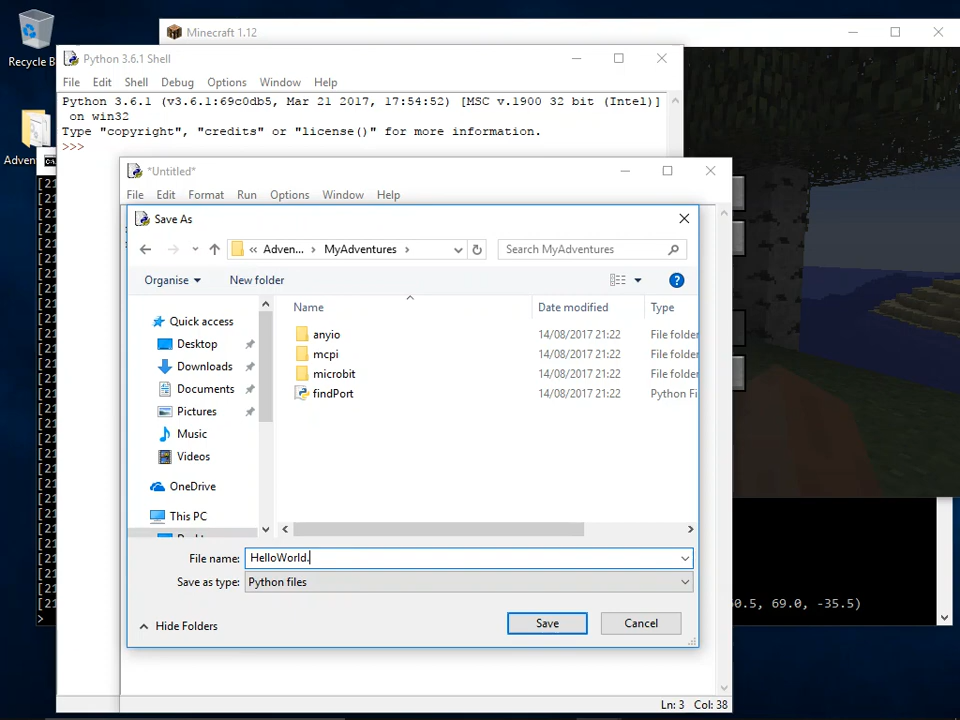 Recycle B
Minecraft 1.12
Python 3.6.1 Shell
File Edit Shell Debug Options Window Help
Python 3.6.1 (v3.6.1:69c0db5, Mar 21 2017, 17:54:52) [MSC v.1900 32 bit (Intel)]
on win32
Type "copyright", "credits" or "license()" for more information.
>>>
Adven
*Untitled*
File Edit Format Run Options Window Help
Save As
« Adven... › MyAdventures ›
Search MyAdventures
Organise
New folder
Name Date modified Type
Quick access
Desktop
Downloads
Documents
Pictures
Music
Videos
OneDrive
This PC
anyio 14/08/2017 21:22 File folder
mcpi 14/08/2017 21:22 File folder
microbit 14/08/2017 21:22 File folder
findPort 14/08/2017 21:22 Python Fi
File name: HelloWorld.
Save as type: Python files
Hide Folders
Save
Cancel
0.5, 69.0, -35.5)
>
Ln: 3 Col: 38